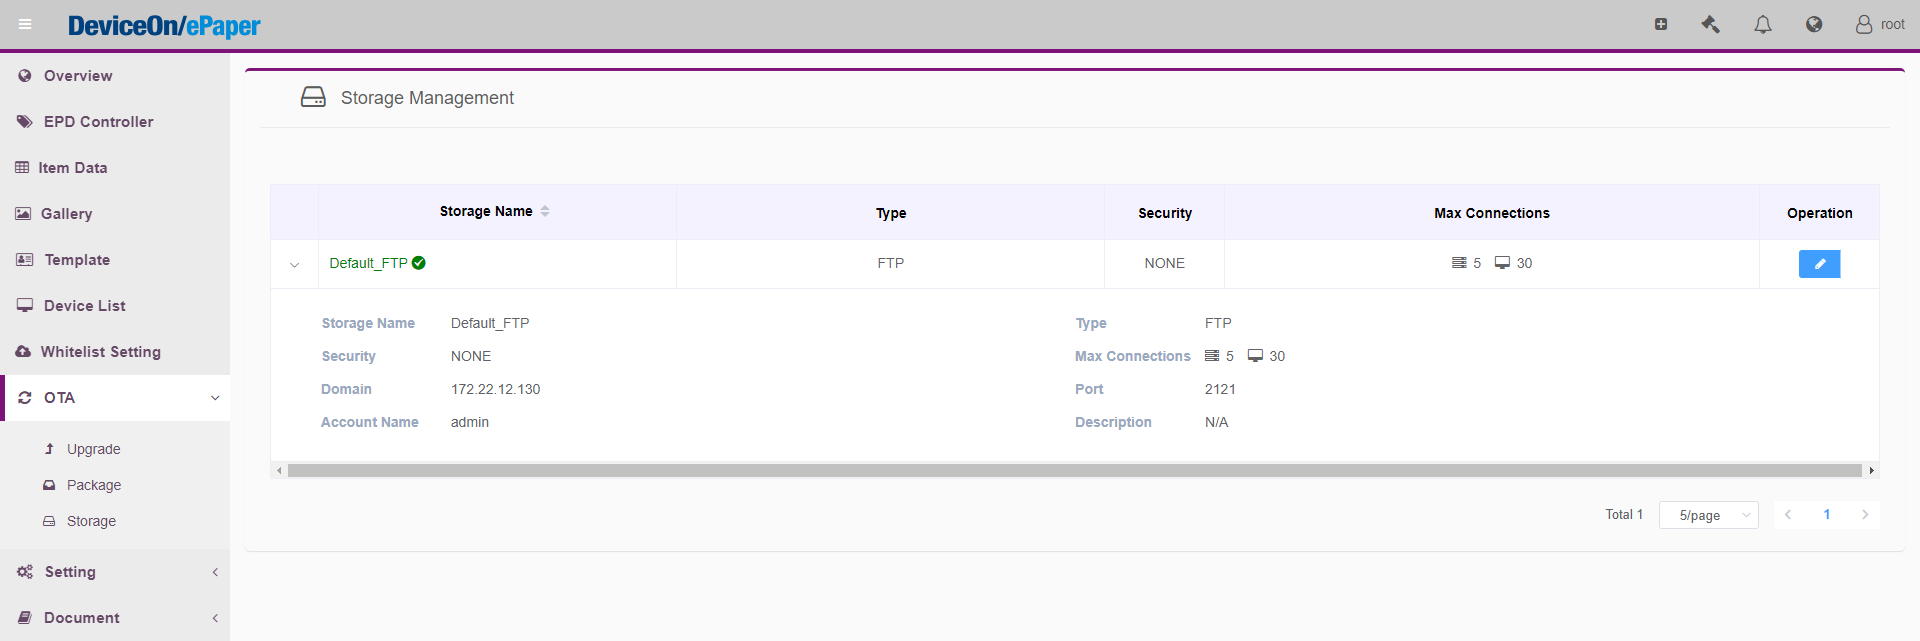 DeviceOn/ePaper
root
Overview
EPD Controller
Item Data
Gallery
Template
Device List
Whitelist Setting
OTA
Upgrade
Package
Storage
Setting
Document
Storage Management
Storage Name Type Security Max Connections Operation
Default_FTP FTP NONE 5 30
Storage Name Default_FTP Type FTP
Security NONE Max Connections 5 30
Domain 172.22.12.130 Port 2121
Account Name admin Description N/A
Total 1 5/page 1